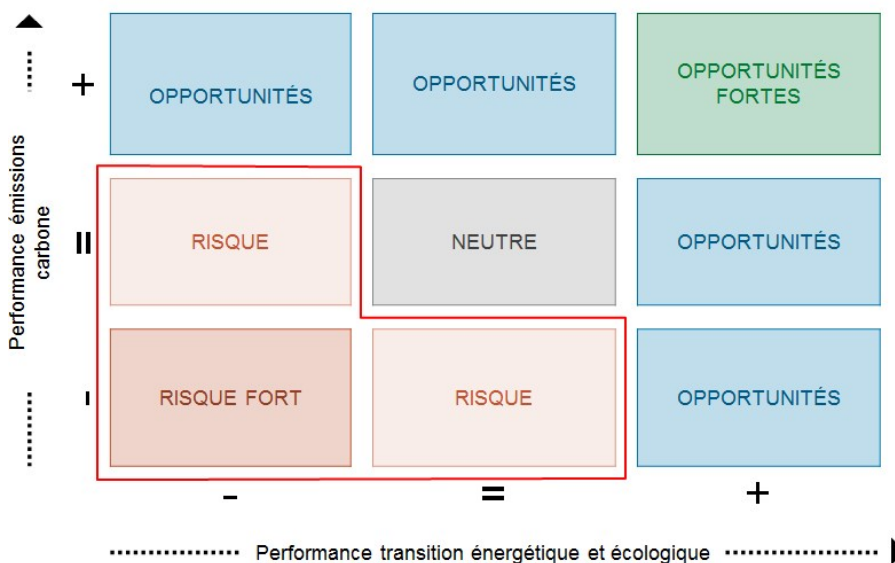 +
OPPORTUNITÉS
OPPORTUNITÉS
OPPORTUNITÉS
FORTES
Performance émissions
carbone
=
RISQUE
NEUTRE
OPPORTUNITÉS
-
RISQUE FORT
RISQUE
OPPORTUNITÉS
-
=
+
Performance transition énergétique et écologique